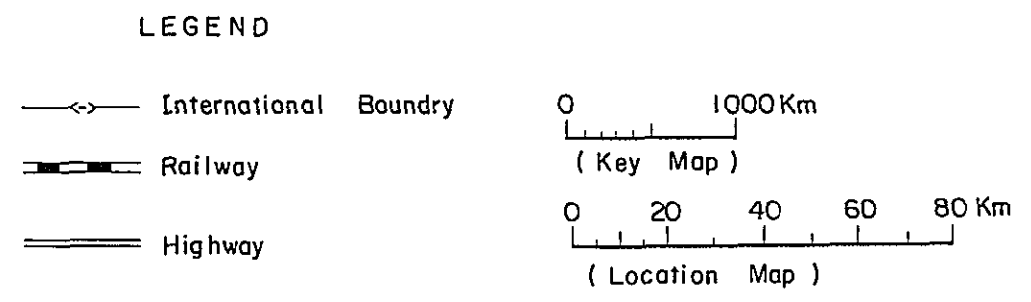 LEGEND
International Boundry
Railway
Highway
0 1000 Km
( Key Map )
0 20 40 60 80 Km
( Location Map )